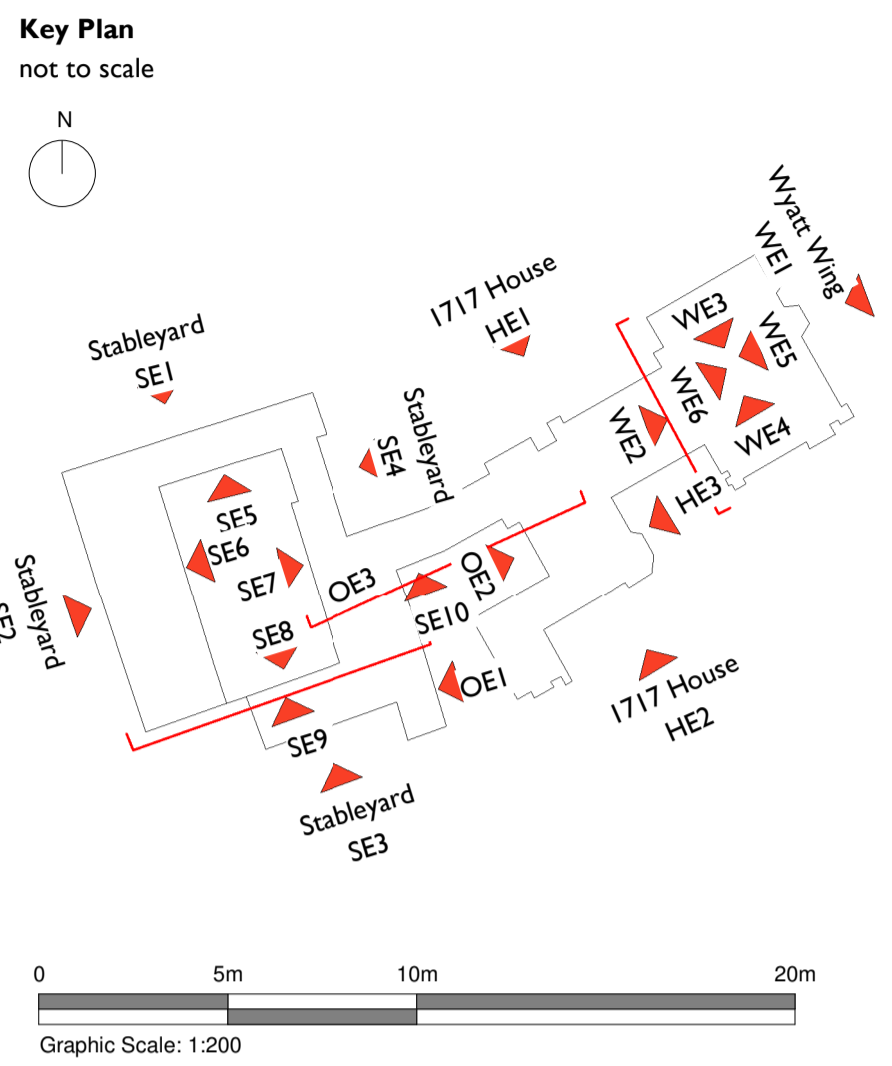 Key Plan
not to scale
N
Wyatt Wing
WE1
1717 House
HE1
WE3
WE5
Stableyard
SE1
WE6
WE2
WE4
Stableyard
SE4
HE3
SE5
SE6
SE7
OE3
OE2
SE10
SE8
Stableyard
SE2
OE1
1717 House
HE2
SE9
Stableyard
SE3
0 5m 10m 20m
Graphic Scale: 1:200